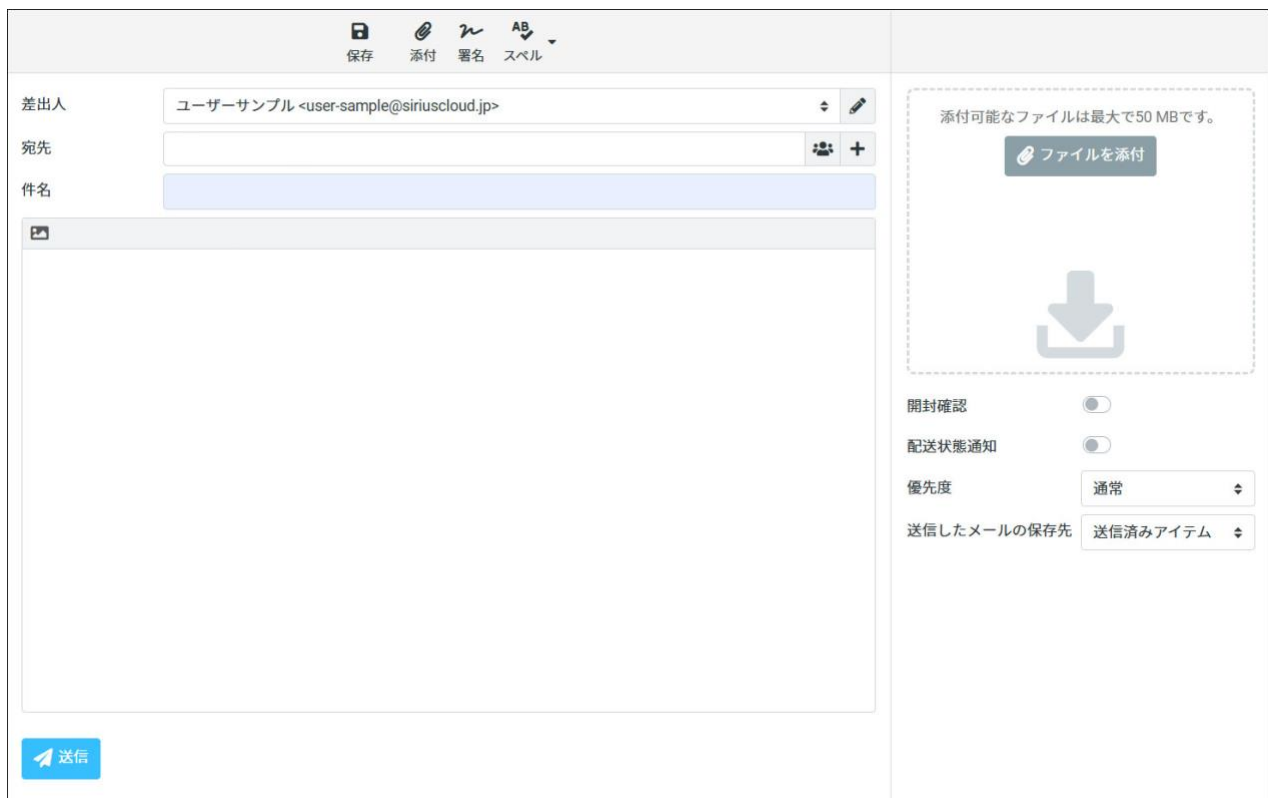 保存 添付 署名 スペル
差出人 ユーザーサンプル <user-sample@siriuscloud.jp>
宛先
件名
送信
添付可能なファイルは最大で50 MBです。
ファイルを添付
開封確認
配送状態通知
優先度 通常
送信したメールの保存先 送信済みアイテム